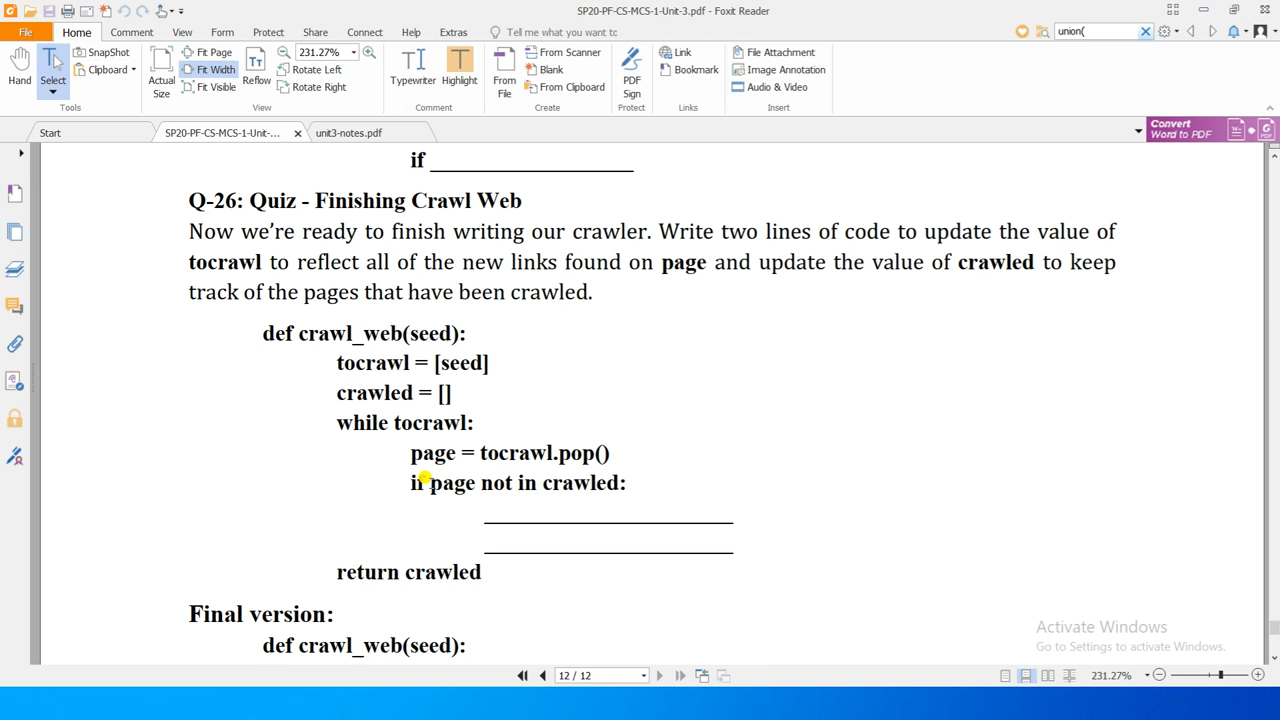 SP20-PF-CS-MCS-1-Unit-3.pdf - Foxit Reader
File Home Comment View Form Protect Share Connect Help Extras Tell me what you want tc union(
Hand Select SnapShot Clipboard Tools
Actual Size Fit Page Fit Width Fit Visible Reflow 231.27% Rotate Left Rotate Right View
Typewriter Highlight Comment
From File From Scanner Blank From Clipboard Create
PDF Sign Protect
Link Bookmark Links
File Attachment Image Annotation Audio & Video Insert
Start SP20-PF-CS-MCS-1-Unit-... unit3-notes.pdf Convert Word to PDF
if ____________________
Q-26: Quiz - Finishing Crawl Web
Now we’re ready to finish writing our crawler. Write two lines of code to update the value of
tocrawl to reflect all of the new links found on page and update the value of crawled to keep
track of the pages that have been crawled.
def crawl_web(seed):
tocrawl = [seed]
crawled = []
while tocrawl:
page = tocrawl.pop()
if page not in crawled:
____________________
____________________
return crawled
Final version:
def crawl_web(seed):
Activate Windows
Go to Settings to activate Windows.
12 / 12 231.27%